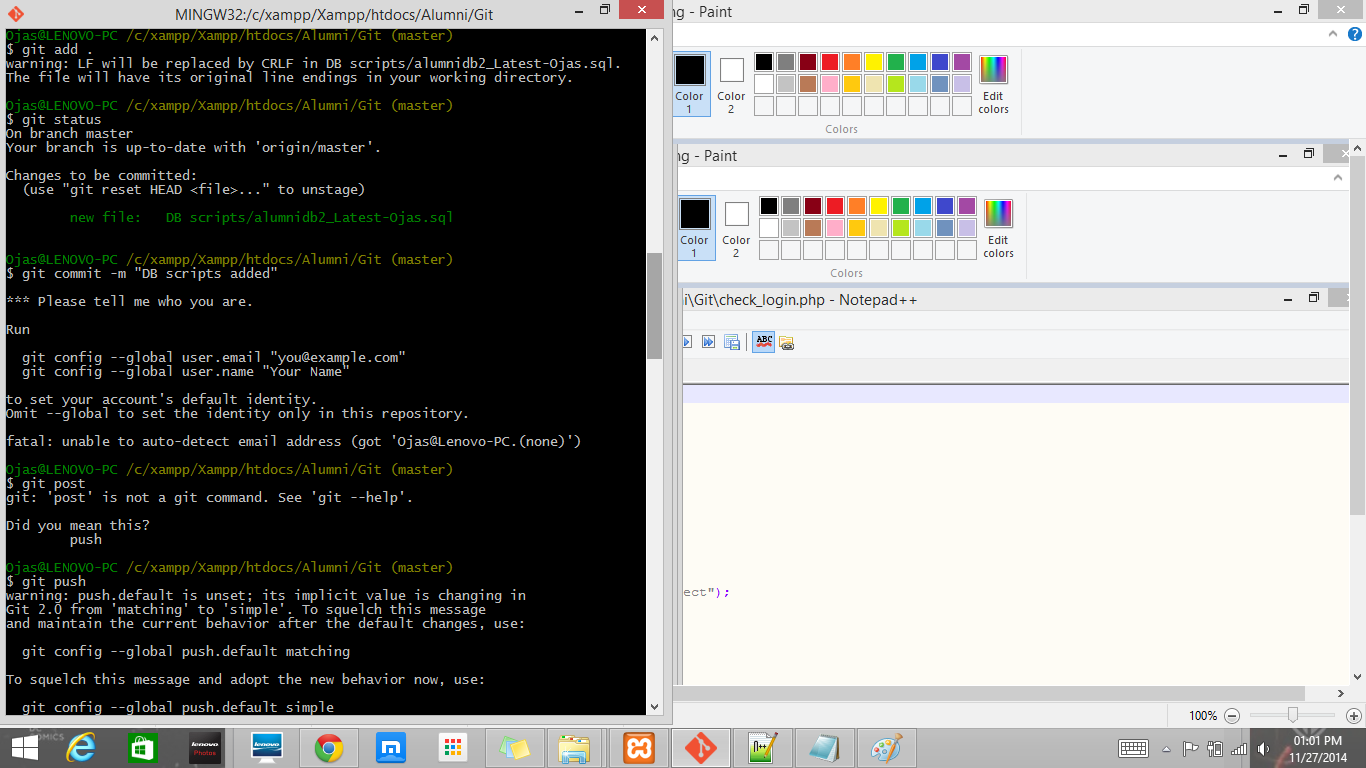 MINGW32:/c/xampp/Xampp/htdocs/Alumni/Git
Ojas@LENOVO-PC /c/xampp/Xampp/htdocs/Alumni/Git (master)
$ git add .
warning: LF will be replaced by CRLF in DB scripts/alumnidb2_Latest-Ojas.sql.
The file will have its original line endings in your working directory.
Ojas@LENOVO-PC /c/xampp/Xampp/htdocs/Alumni/Git (master)
$ git status
On branch master
Your branch is up-to-date with 'origin/master'.
Changes to be committed:
(use "git reset HEAD <file>..." to unstage)
new file: DB scripts/alumnidb2_Latest-Ojas.sql
Ojas@LENOVO-PC /c/xampp/Xampp/htdocs/Alumni/Git (master)
$ git commit -m "DB scripts added"
*** Please tell me who you are.
Run
git config --global user.email "you@example.com"
git config --global user.name "Your Name"
to set your account's default identity.
Omit --global to set the identity only in this repository.
fatal: unable to auto-detect email address (got 'Ojas@Lenovo-PC.(none)')
Ojas@LENOVO-PC /c/xampp/Xampp/htdocs/Alumni/Git (master)
$ git post
git: 'post' is not a git command. See 'git --help'.
Did you mean this?
push
Ojas@LENOVO-PC /c/xampp/Xampp/htdocs/Alumni/Git (master)
$ git push
warning: push.default is unset; its implicit value is changing in
Git 2.0 from 'matching' to 'simple'. To squelch this message
and maintain the current behavior after the default changes, use:
git config --global push.default matching
To squelch this message and adopt the new behavior now, use:
git config --global push.default simple
ng - Paint
Color 1
Color 2
Edit colors
Colors
ng - Paint
Color 1
Color 2
Edit colors
Colors
i\Git\check_login.php - Notepad++
ABC
ect");
100%
COMICS
lenovo
Photos
lenovo
n++
01:01 PM
11/27/2014